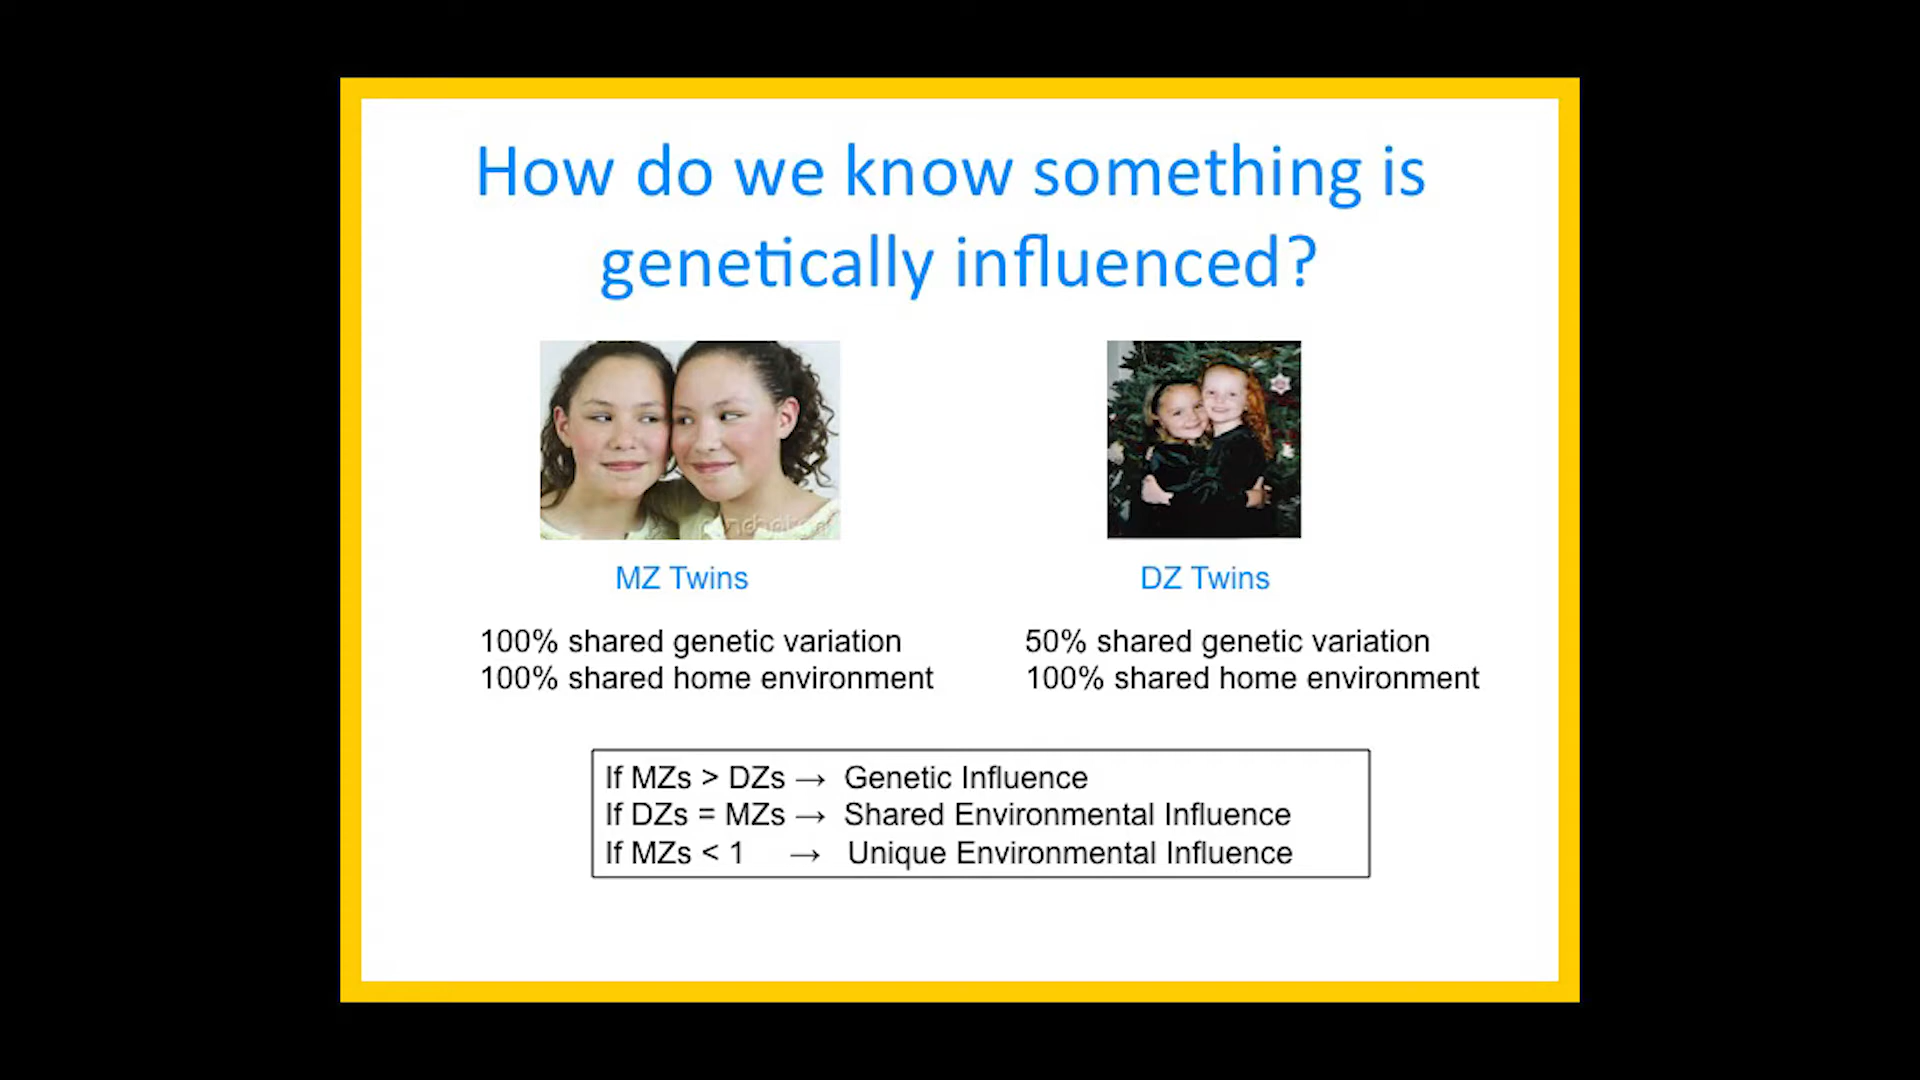 How do we know something is
genetically influenced?
MZ Twins
DZ Twins
100% shared genetic variation
100% shared home environment
50% shared genetic variation
100% shared home environment
If MZs > DZs → Genetic Influence
If DZs = MZs → Shared Environmental Influence
If MZs < 1 → Unique Environmental Influence